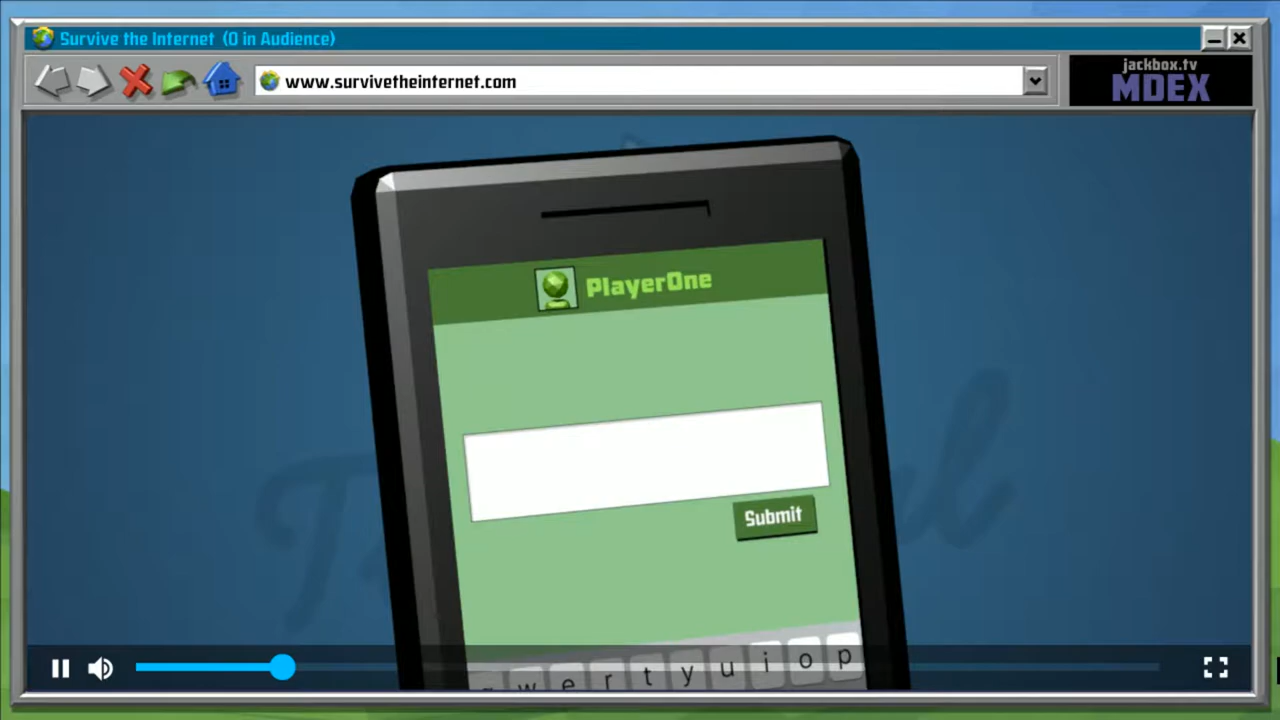 Survive the Internet (0 in Audience)
www.survivetheinternet.com
jackbox.tv
MDEX
PlayerOne
Submit
w e r t y u i o p